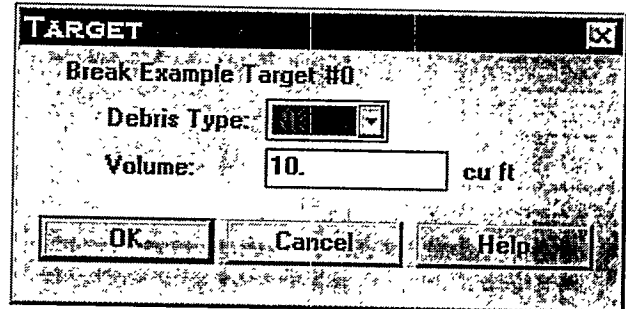 TARGET
Break Example Target #0
Debris Type:
Volume: 10. cu ft
OK Cancel Help